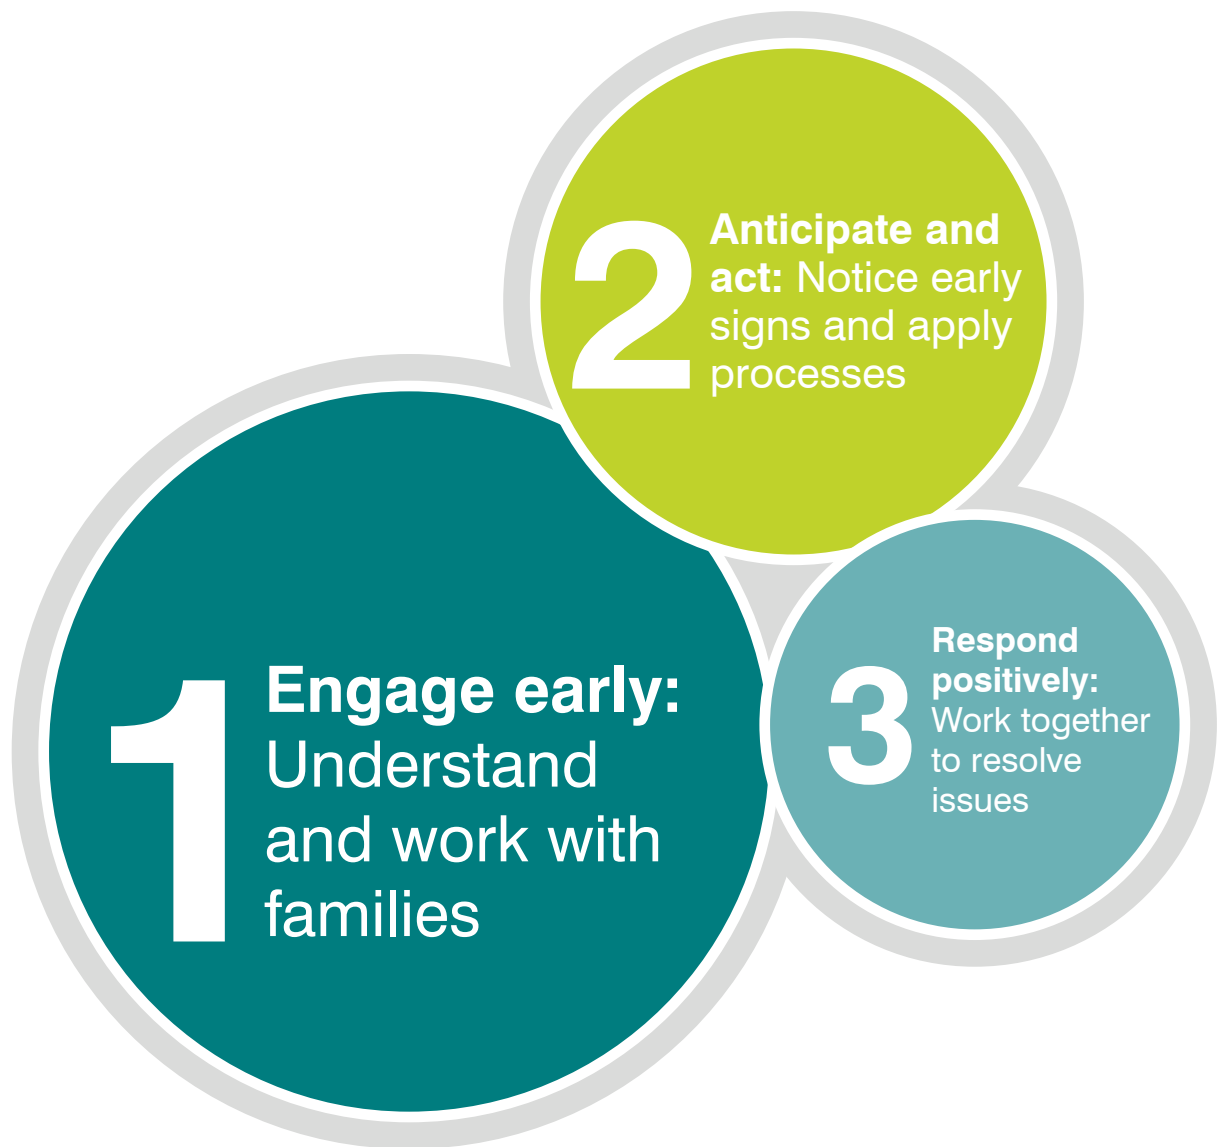 1
Engage early:
Understand
and work with
families
2
Anticipate and
act: Notice early
signs and apply
processes
3
Respond
positively:
Work together
to resolve
issues